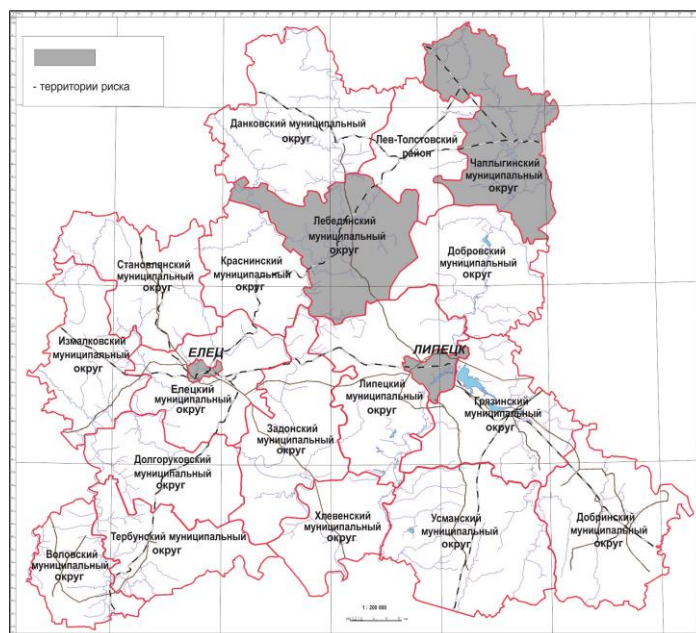 - территории риска
Данковский муниципальный
округ
Лев-Толстовский
район
Чаплыгинский
муниципальный
округ
Лебедянский
муниципальный
округ
Становлянский
муниципальный
округ
Краснинский
муниципальный
округ
Добровский
муниципальный
округ
Измалковский
муниципальный
округ
ЕЛЕЦ
ЛИПЕЦК
Елецкий
муниципальный
округ
Липецкий
муниципальный
округ
Грязинский
муниципальный
округ
Задонский
муниципальный
округ
Долгоруковский
муниципальный
округ
Хлевенский
муниципальный
округ
Усманский
муниципальный
округ
Добринский
муниципальный
округ
Тербунский муниципальный
округ
Воловский
муниципальный
округ
1 : 200 000